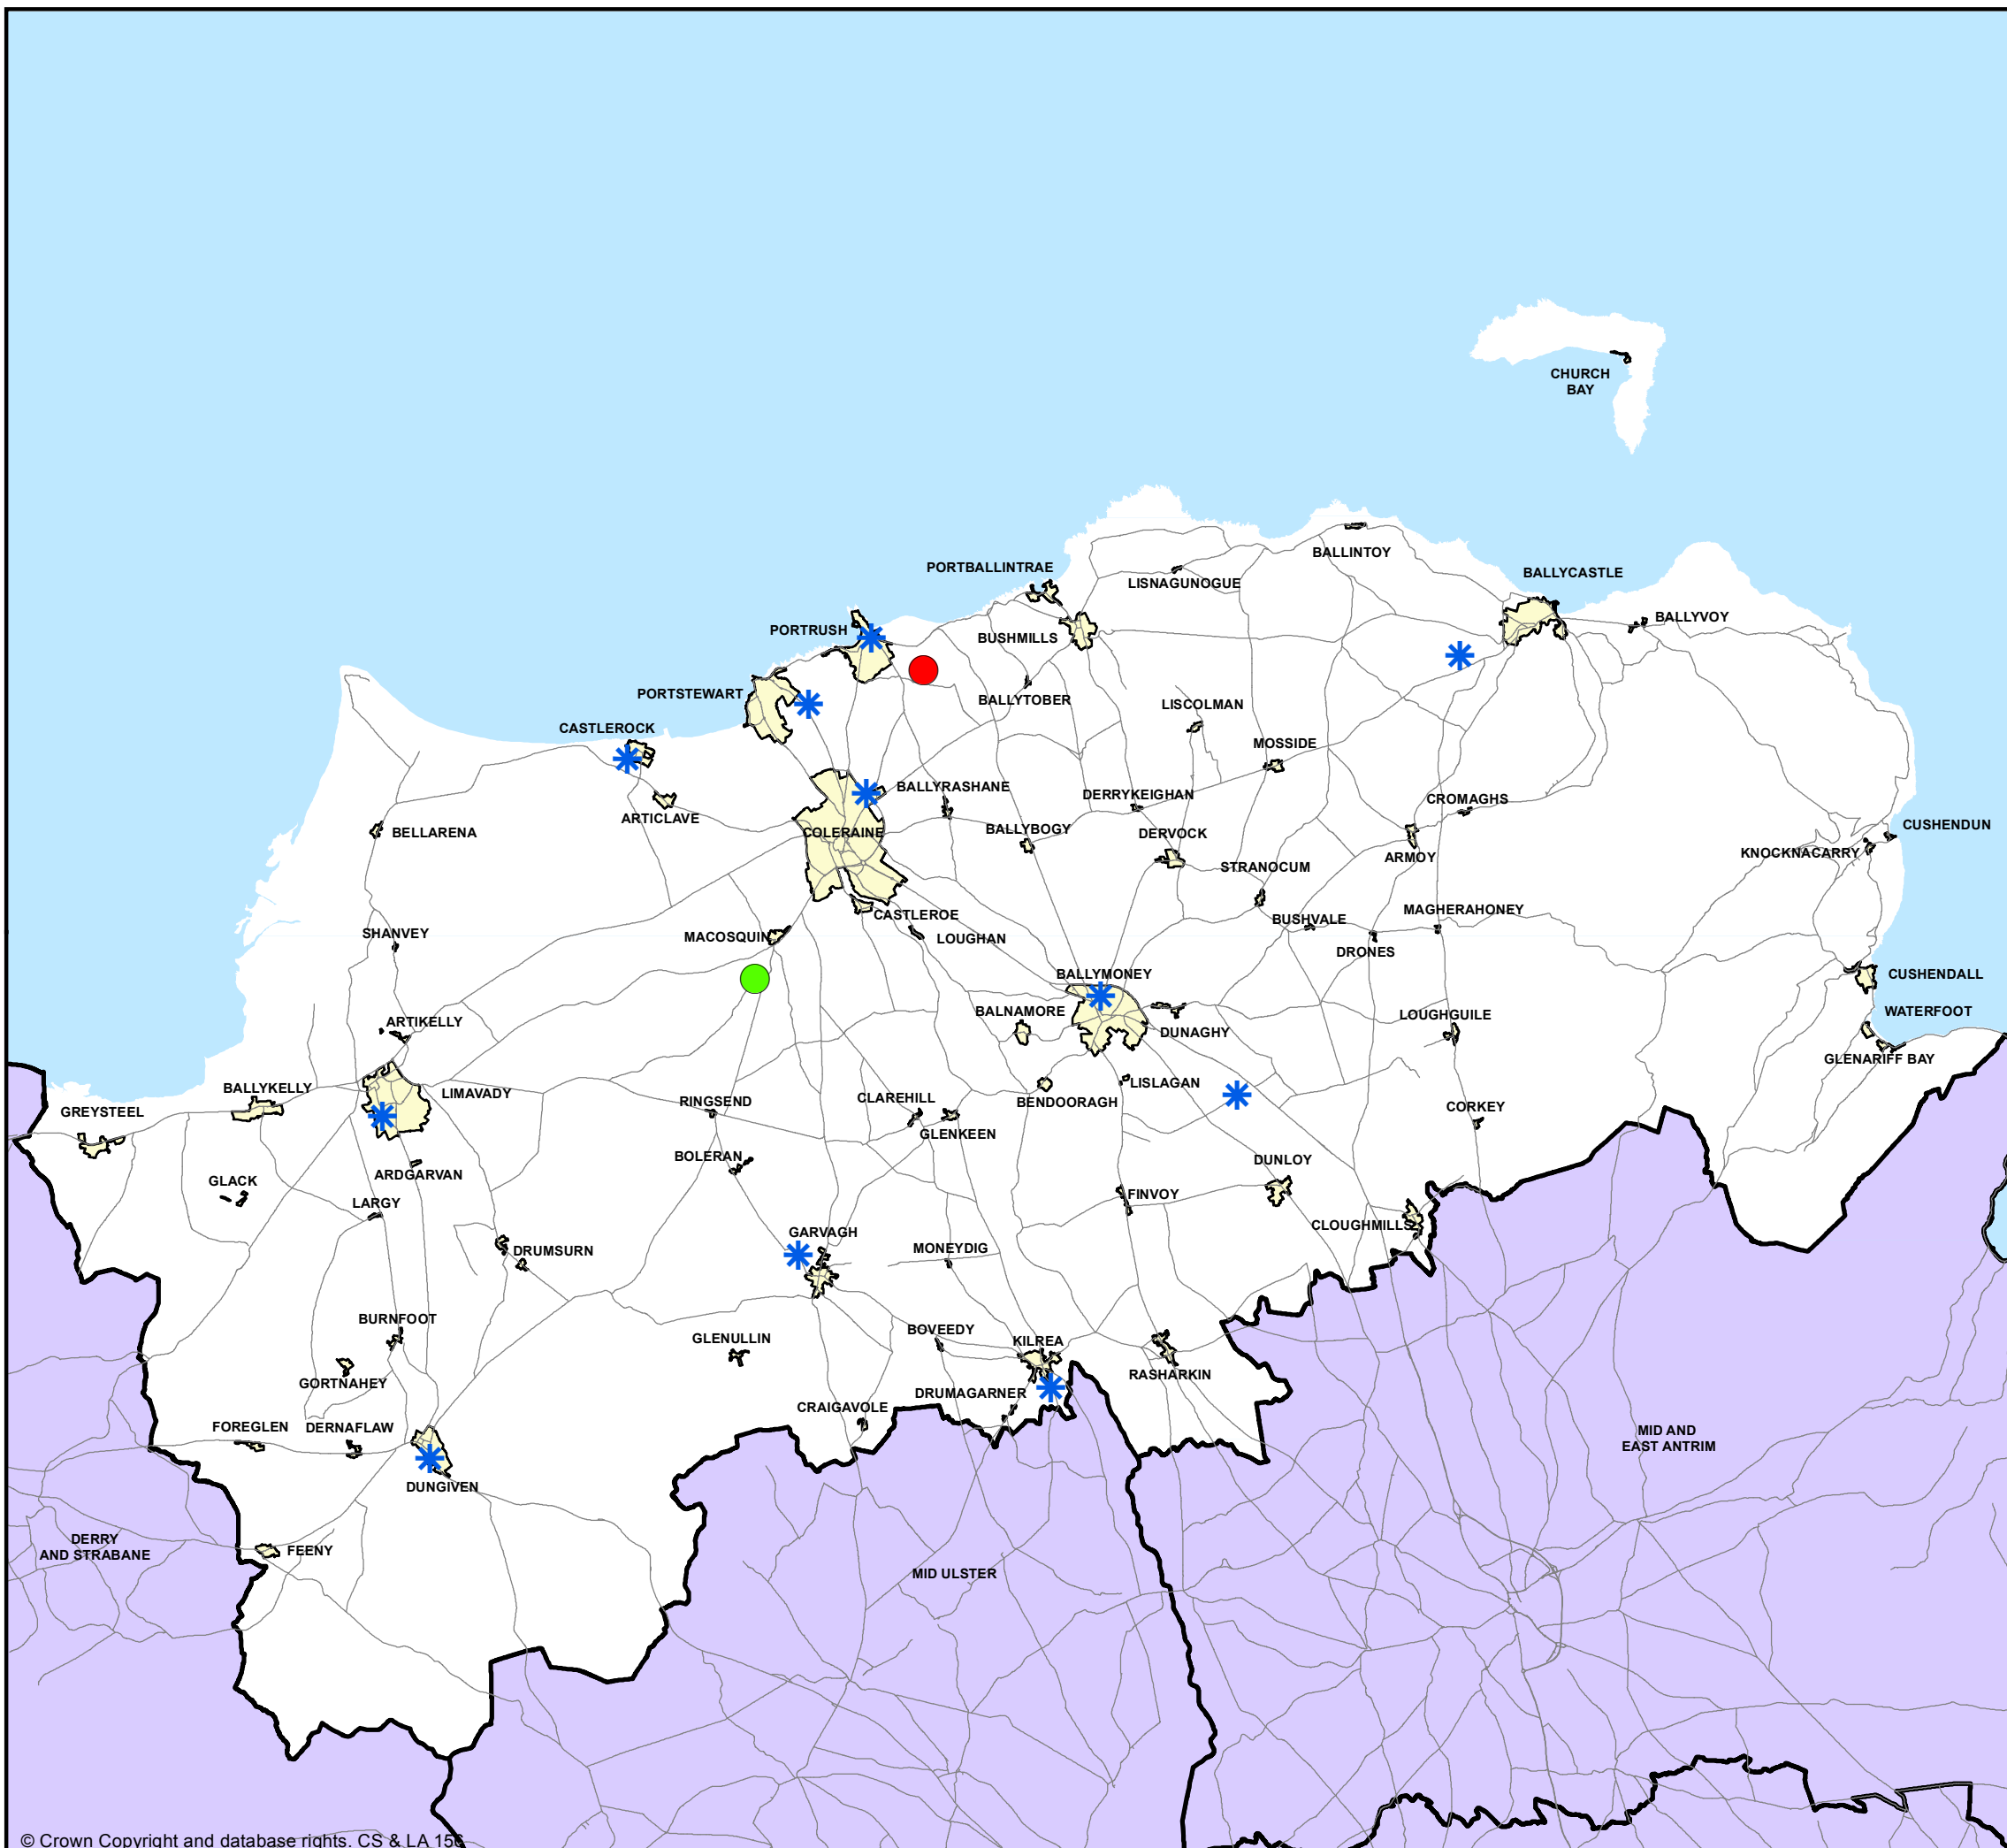 CHURCH
BAY
BALLINTOY
PORTBALLINTRAE
BALLYCASTLE
LISNAGUNOGUE
BALLYVOY
PORTRUSH
BUSHMILLS
PORTSTEWART
BALLYTOBER
LISCOLMAN
CASTLEROCK
MOSSIDE
BALLYRASHANE
DERRYKEIGHAN
CROMAGHS
ARTICLAVE
CUSHENDUN
BELLARENA
COLERAINE
BALLYBOGY
DERVOCK
KNOCKNACARRY
ARMOY
STRANOCUM
MAGHERAHONEY
CASTLEROE
BUSHVALE
SHANVEY
MACOSQUIN
LOUGHAN
DRONES
BALLYMONEY
CUSHENDALL
BALNAMORE
WATERFOOT
LOUGHGUILE
ARTIKELLY
DUNAGHY
GLENARIFF BAY
BALLYKELLY
LISLAGAN
LIMAVADY
CLAREHILL
RINGSEND
BENDOORAGH
CORKEY
GREYSTEEL
GLENKEEN
BOLERAN
DUNLOY
ARDGARVAN
GLACK
FINVOY
LARGY
CLOUGHMILLS
GARVAGH
MONEYDIG
DRUMSURN
BURNFOOT
BOVEEDY
GLENULLIN
KILREA
RASHARKIN
GORTNAHEY
DRUMAGARNER
CRAIGAVOLE
FOREGLEN
DERNAFLAW
MID AND
EAST ANTRIM
DUNGIVEN
DERRY
AND STRABANE
FEENY
MID ULSTER
© Crown Copyright and database rights. CS & LA 156